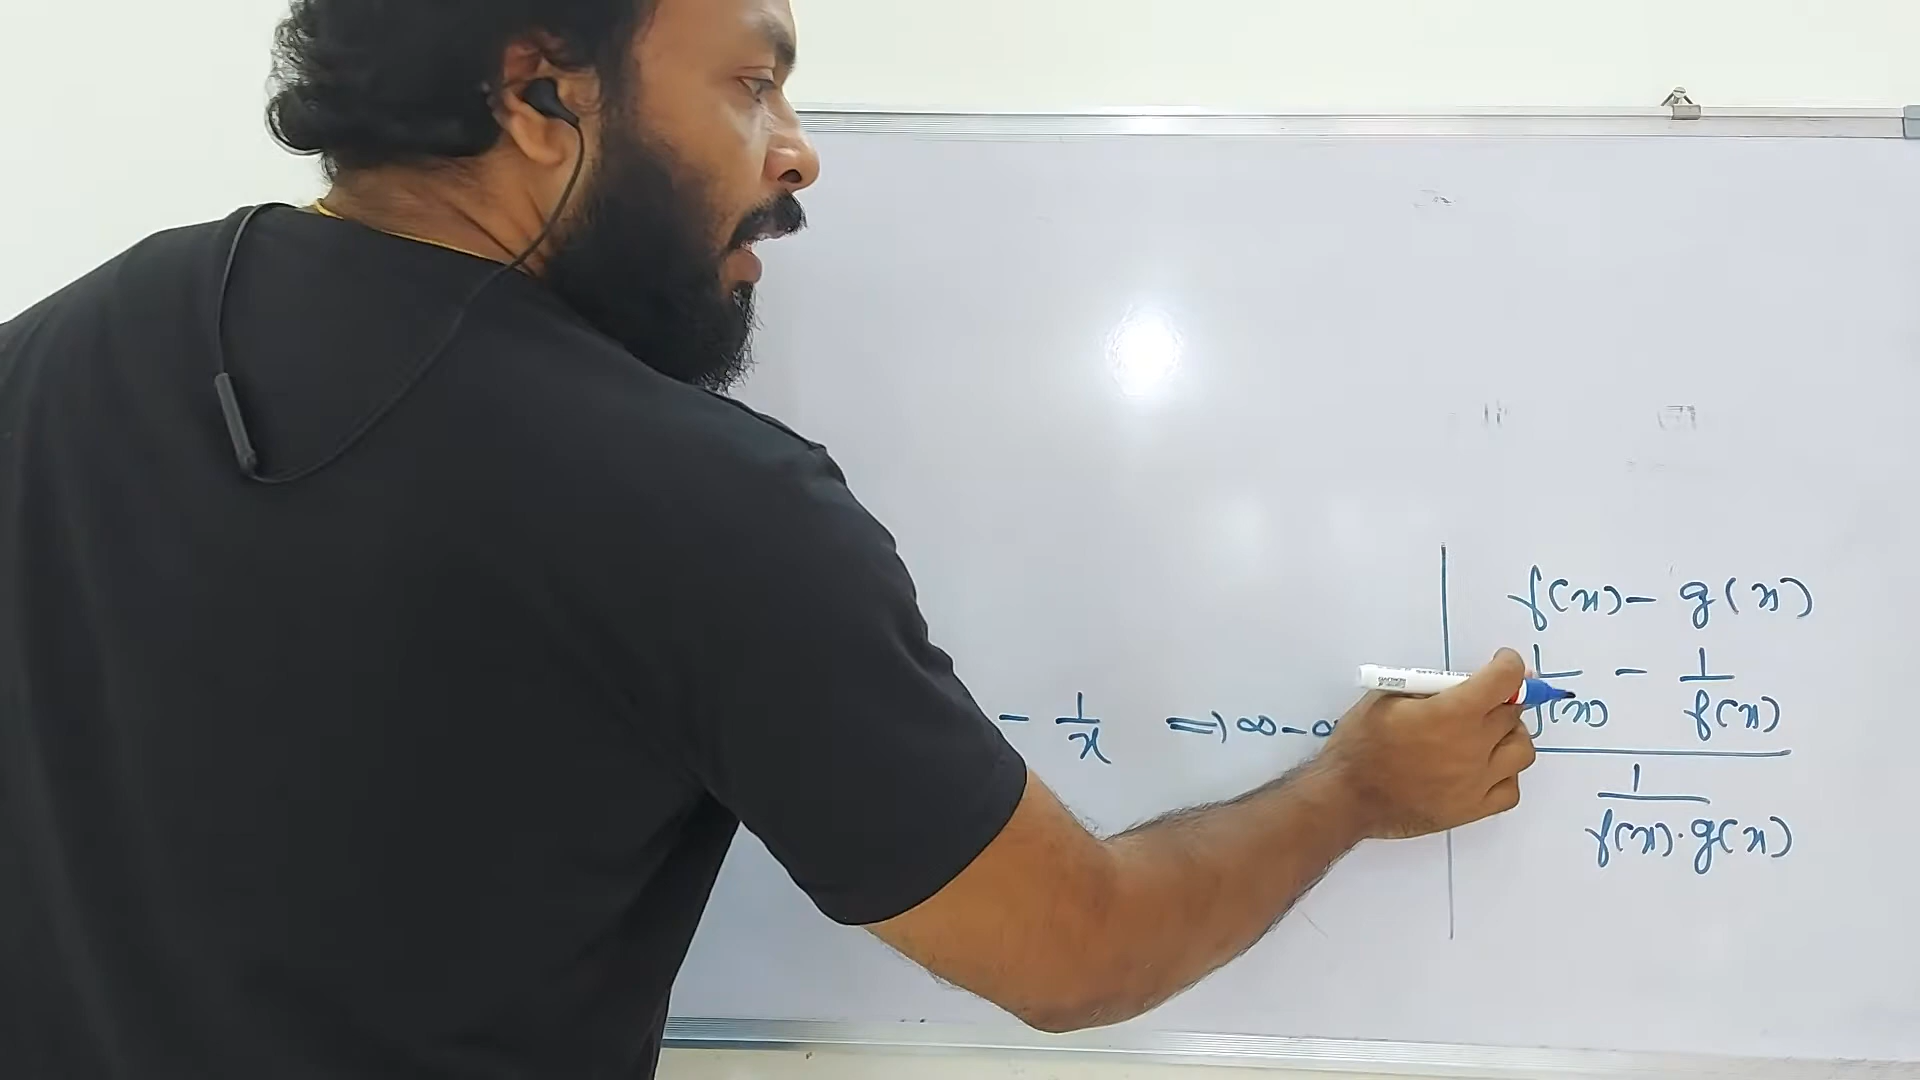 f(x) - g(x)
1/g(x) - 1/f(x)
1/f(x)·g(x)
- 1/x ⇒ ∞-∞